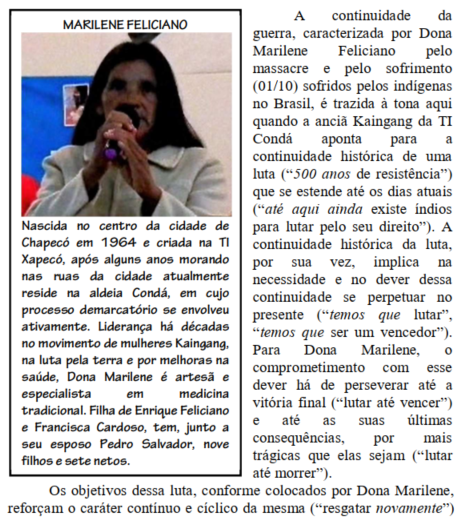 MARILENE FELICIANO
Nascida no centro da cidade de
Chapecó em 1964 e criada na TI
Xapecó, após alguns anos morando
nas ruas da cidade atualmente
reside na aldeia Condá, em cujo
processo demarcatório se envolveu
ativamente. Liderança há décadas
no movimento de mulheres Kaingang,
na luta pela terra e por melhoras na
saúde, Dona Marilene é artesã e
especialista em medicina
tradicional. Filha de Enrique Feliciano
e Francisca Cardoso, tem, junto a
seu esposo Pedro Salvador, nove
filhos e sete netos.
A continuidade da
guerra, caracterizada por Dona
Marilene Feliciano pelo
massacre e pelo sofrimento
(01/10) sofridos pelos indígenas
no Brasil, é trazida à tona aqui
quando a anciã Kaingang da TI
Condá aponta para a
continuidade histórica de uma
luta (“500 anos de resistência”)
que se estende até os dias atuais
(“até aqui ainda existe índios
para lutar pelo seu direito”). A
continuidade histórica da luta,
por sua vez, implica na
necessidade e no dever dessa
continuidade se perpetuar no
presente (“temos que lutar”,
“temos que ser um vencedor”).
Para Dona Marilene, o
comprometimento com esse
dever há de perseverar até a
vitória final (“lutar até vencer”)
e até as suas últimas
consequências, por mais
trágicas que elas sejam (“lutar
até morrer”).
Os objetivos dessa luta, conforme colocados por Dona Marilene,
reforçam o caráter contínuo e cíclico da mesma (“resgatar novamente”)